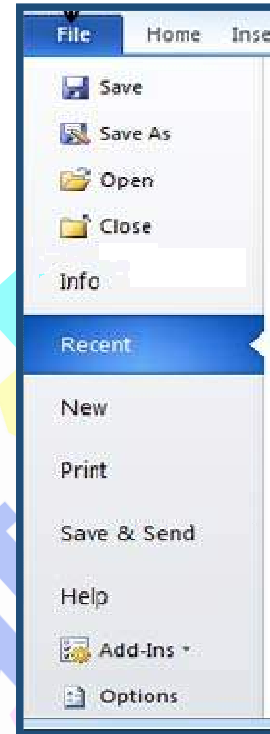 File Home Inse
Save
Save As
Open
Close
Info
Recent
New
Print
Save & Send
Help
Add-Ins
Options